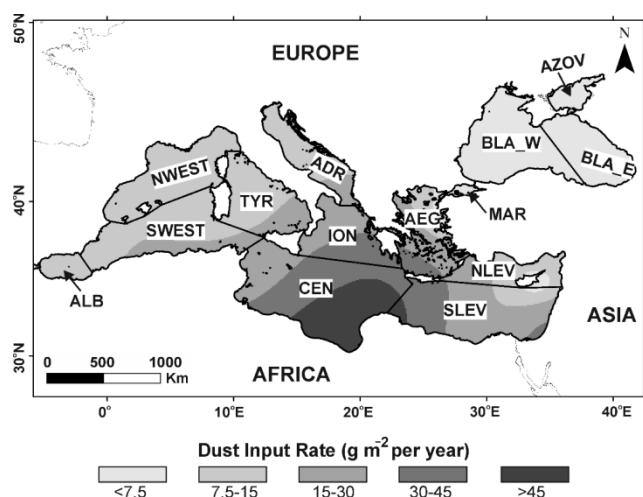 50°N
EUROPE
N
AZOV
BLA_W
BLA_E
ADR
NWEST
TYR
40°N
AEG
MAR
SWEST
ION
NLEV
CEN
ALB
SLEV
ASIA
0 500 1000
Km
AFRICA
30°N
0° 10°E 20°E 30°E 40°E
Dust Input Rate (g m⁻² per year)
<7.5 7.5-15 15-30 30-45 >45